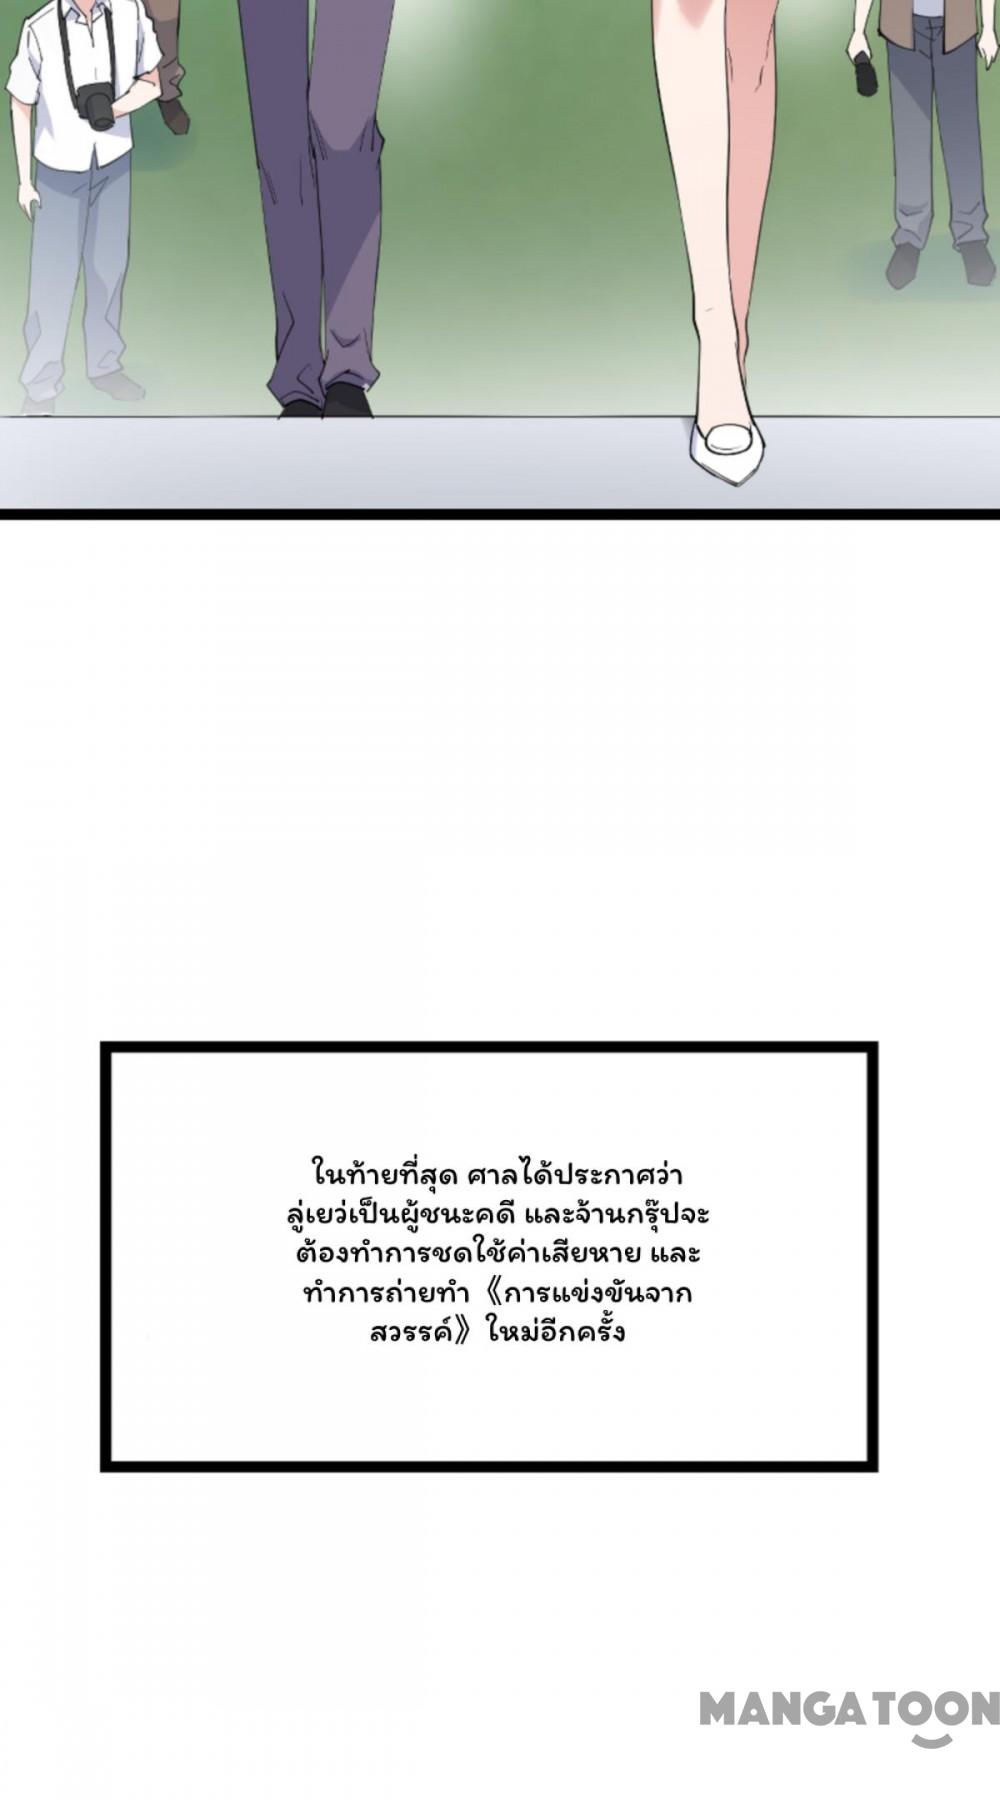 ในท้ายที่สุด ศาลได้ประกาศว่า
ลู่เยว่เป็นผู้ชนะคดี และจ้านกรุ๊ปจะ
ต้องทำการชดใช้ค่าเสียหาย และ
ทำการถ่ายทำ《การแข่งขันจาก
สวรรค์》ใหม่อีกครั้ง
MANGATOON